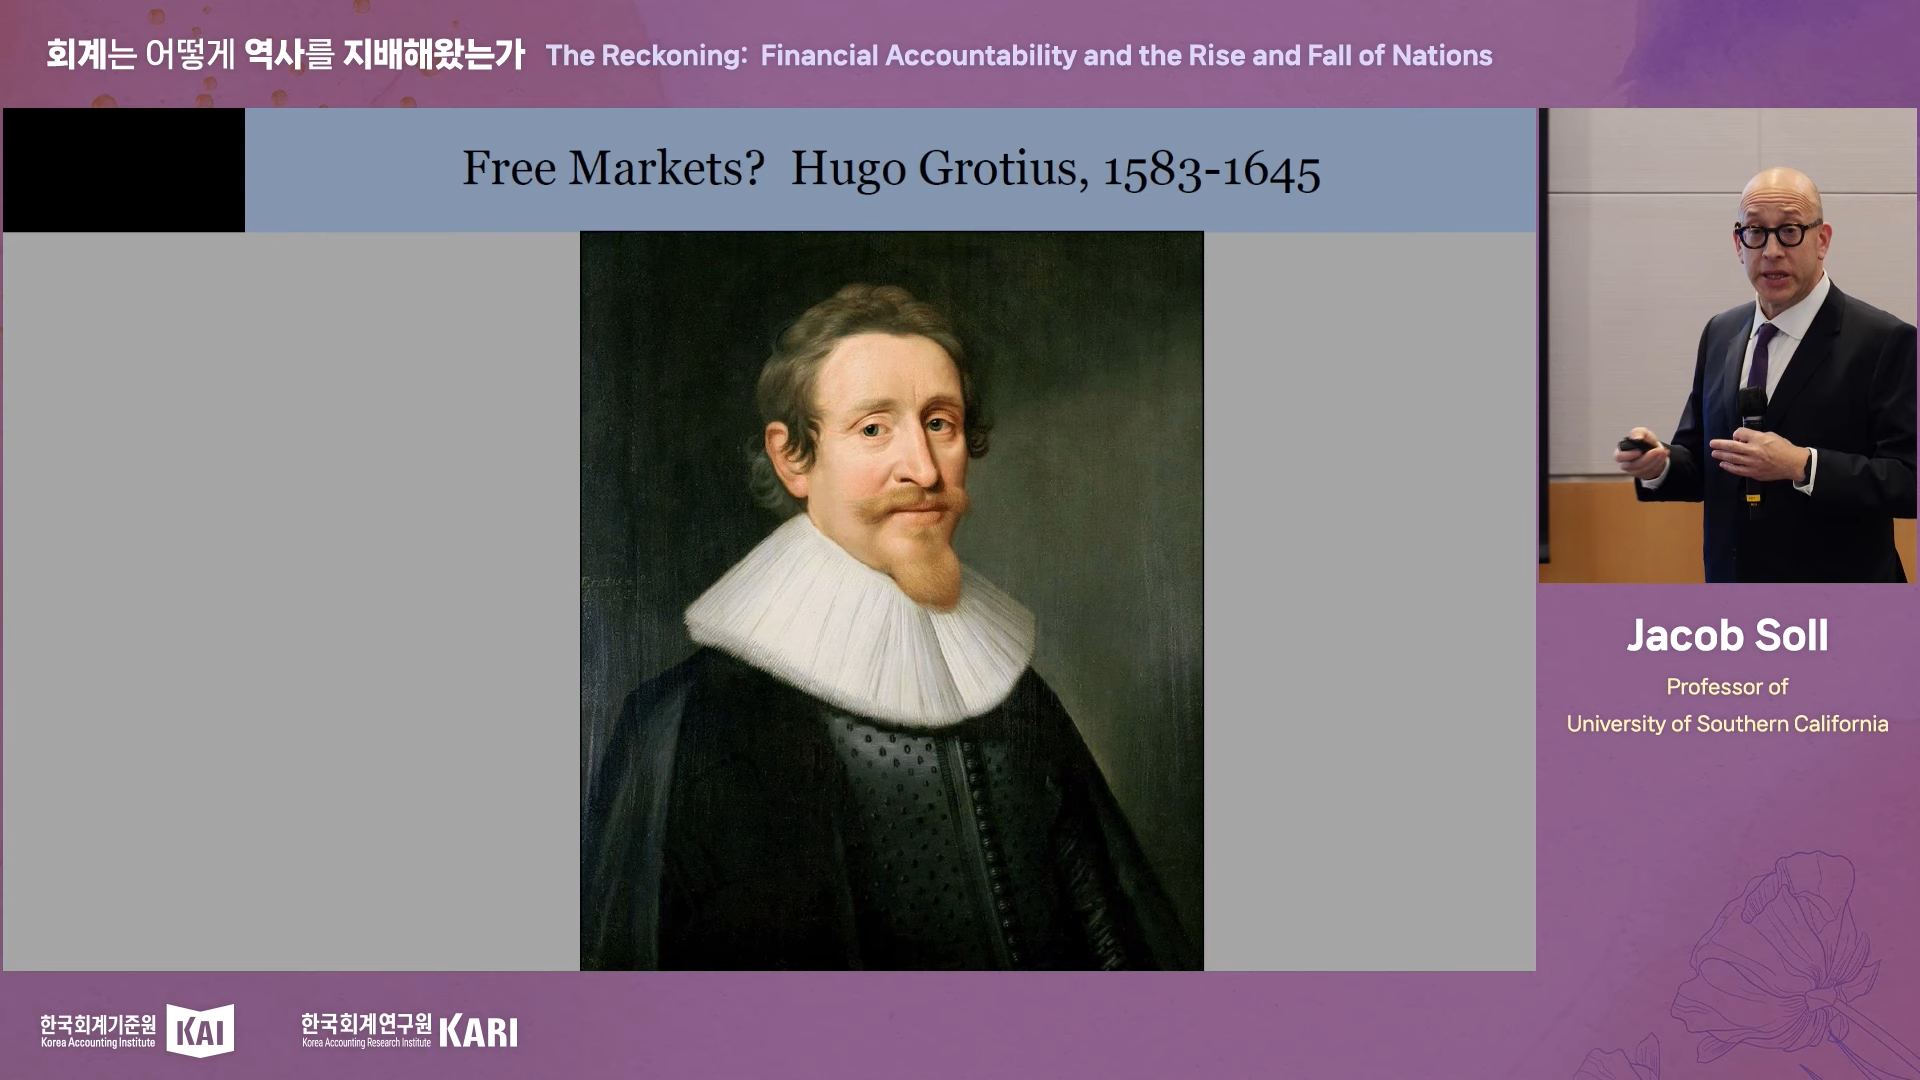 회계는 어떻게 역사를 지배해왔는가 The Reckoning: Financial Accountability and the Rise and Fall of Nations
Free Markets? Hugo Grotius, 1583-1645
Jacob Soll
Professor of
University of Southern California
한국회계기준원 KAI
Korea Accounting Institute
한국회계연구원 KARI
Korea Accounting Research Institute